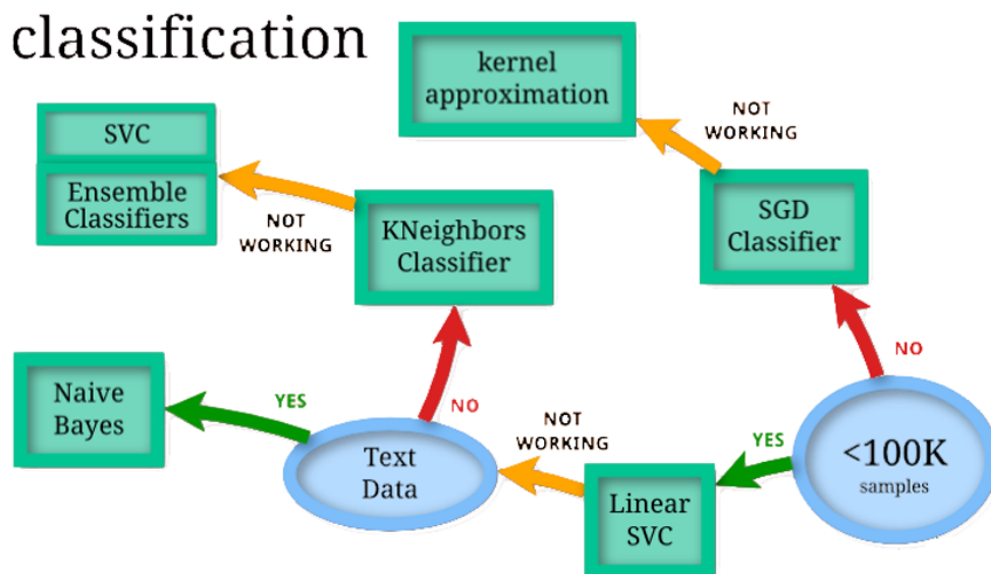 classification
kernel
approximation
NOT
WORKING
SVC
Ensemble
Classifiers
NOT
WORKING
KNeighbors
Classifier
SGD
Classifier
NO
Naive
Bayes
YES
NO
Text
Data
NOT
WORKING
Linear
SVC
YES
<100K
samples